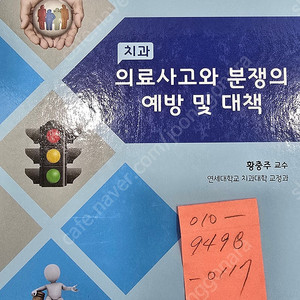 치과
의료사고와 분쟁의
예방 및 대책
황충주 교수
연세대학교 치과대학 교정과
010-
9498
-0117